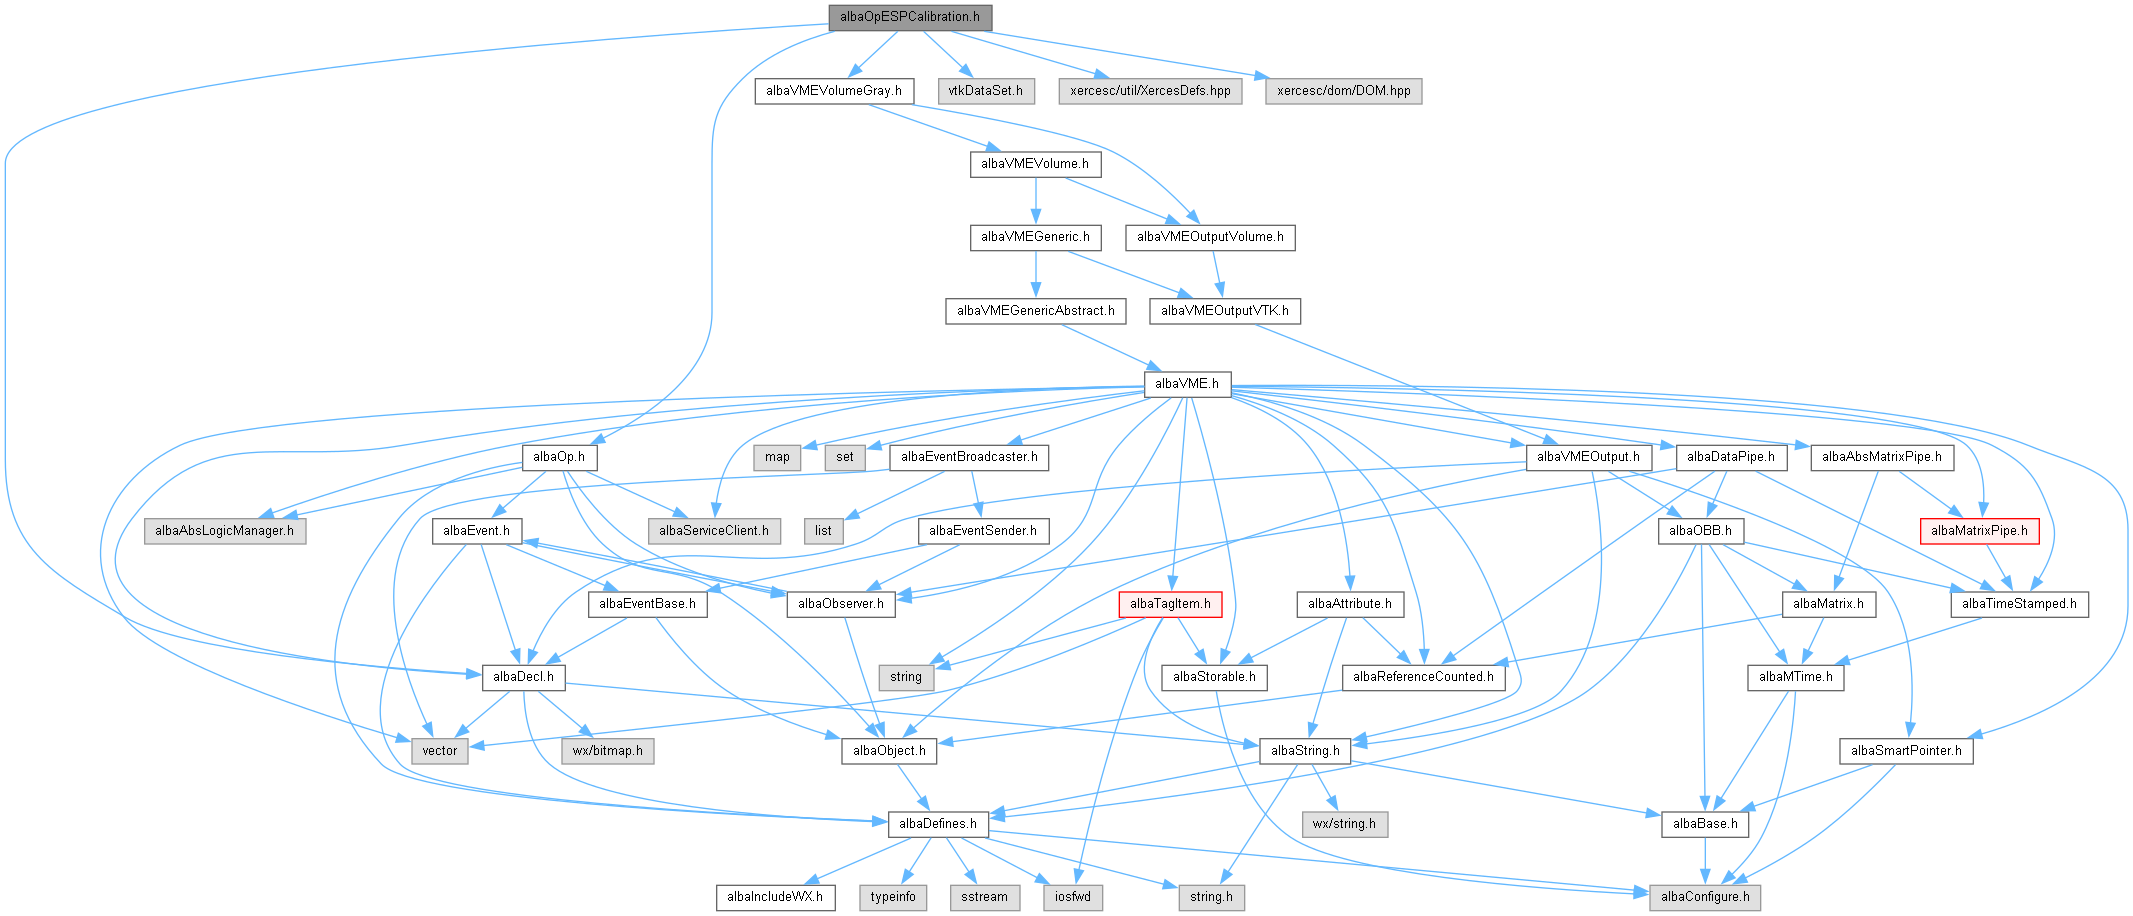 albaOpESPCalibration.h
albaVMEVolumeGray.h
vtkDataSet.h
xercesc/util/XercesDefs.hpp
xercesc/dom/DOM.hpp
albaVMEVolume.h
albaVMEGeneric.h
albaVMEOutputVolume.h
albaVMEGenericAbstract.h
albaVMEOutputVTK.h
albaVME.h
albaOp.h
map
set
albaEventBroadcaster.h
albaVMEOutput.h
albaDataPipe.h
albaAbsMatrixPipe.h
albaAbsLogicManager.h
albaEvent.h
albaServiceClient.h
list
albaEventSender.h
albaOBB.h
albaMatrixPipe.h
albaEventBase.h
albaObserver.h
albaTagItem.h
albaAttribute.h
albaMatrix.h
albaTimeStamped.h
albaDecl.h
string
albaStorable.h
albaReferenceCounted.h
albaMTime.h
vector
wx/bitmap.h
albaObject.h
albaString.h
albaSmartPointer.h
albaDefines.h
wx/string.h
albaBase.h
albaIncludeWX.h
typeinfo
sstream
iosfwd
string.h
albaConfigure.h